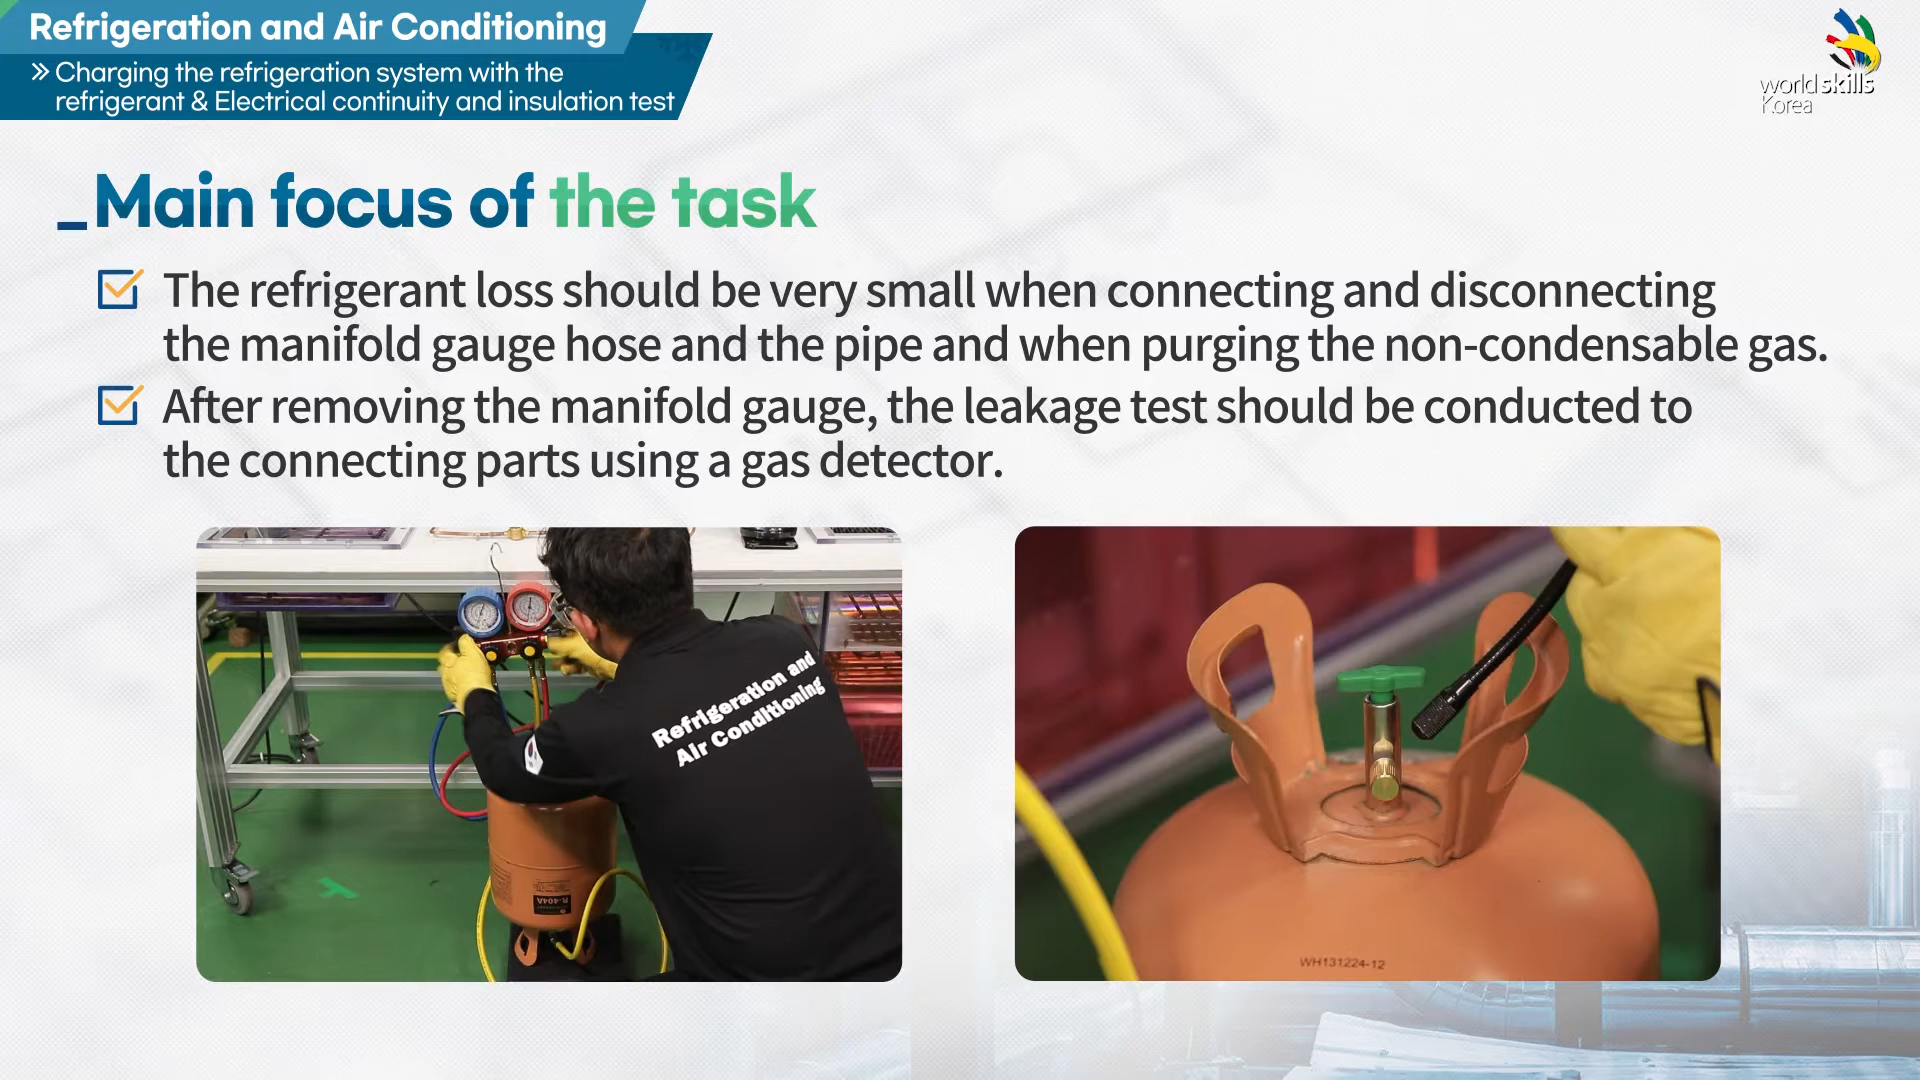 Refrigeration and Air Conditioning
Charging the refrigeration system with the
refrigerant & Electrical continuity and insulation test
world skills
Korea
Main focus of the task
The refrigerant loss should be very small when connecting and disconnecting
the manifold gauge hose and the pipe and when purging the non-condensable gas.
After removing the manifold gauge, the leakage test should be conducted to
the connecting parts using a gas detector.
Refrigeration and
Air Conditioning
R-404A
WH131224-12